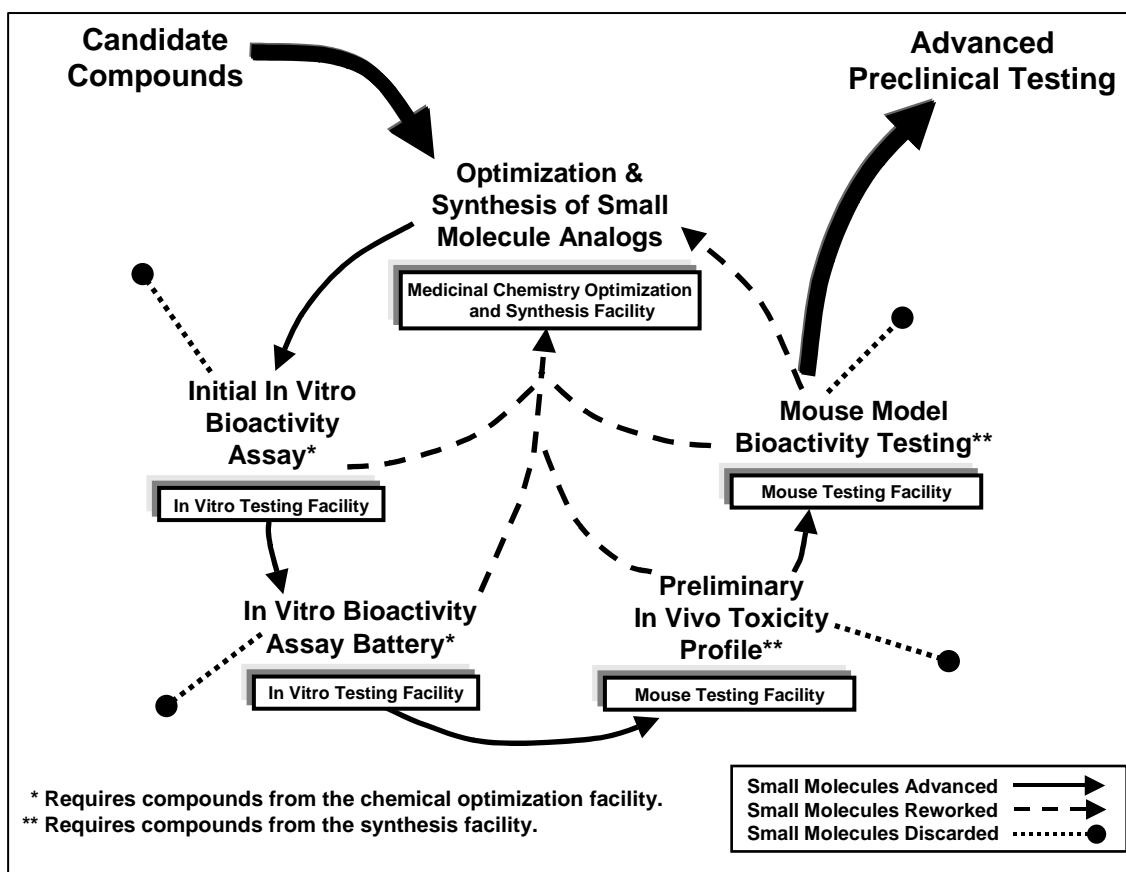 Candidate
Compounds
Advanced
Preclinical Testing
Optimization &
Synthesis of Small
Molecule Analogs
Medicinal Chemistry Optimization
and Synthesis Facility
Initial In Vitro
Bioactivity
Assay*
In Vitro Testing Facility
Mouse Model
Bioactivity Testing**
Mouse Testing Facility
In Vitro Bioactivity
Assay Battery*
In Vitro Testing Facility
Preliminary
In Vivo Toxicity
Profile**
Mouse Testing Facility
* Requires compounds from the chemical optimization facility.
** Requires compounds from the synthesis facility.
Small Molecules Advanced
Small Molecules Reworked
Small Molecules Discarded